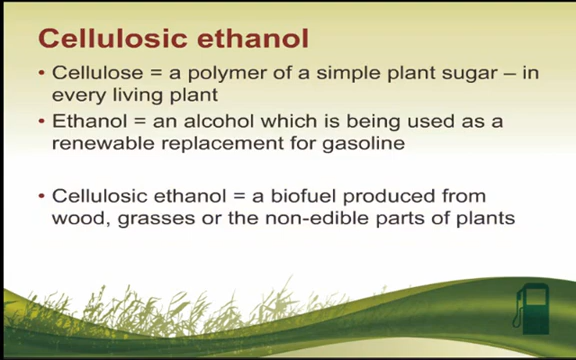 Cellulosic ethanol
• Cellulose = a polymer of a simple plant sugar – in
every living plant
• Ethanol = an alcohol which is being used as a
renewable replacement for gasoline
• Cellulosic ethanol = a biofuel produced from
wood, grasses or the non-edible parts of plants